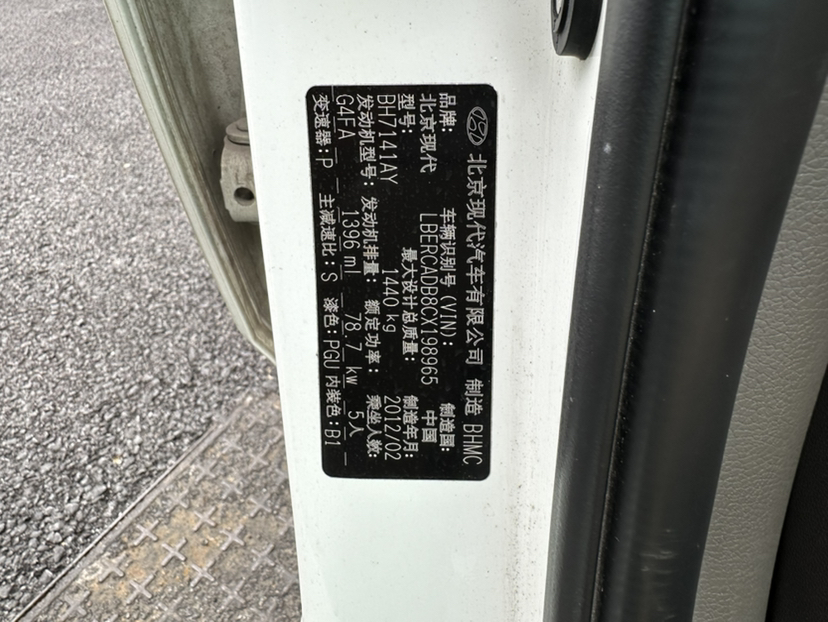 北京现代汽车有限公司 制造 BHMC
品牌: 车辆识别号 (VIN): 制造国:
北京现代 LBERCADB8CX198965 中国
型号: 最大设计总质量: 制造年月:
BH7141AY 1440 kg 2012/02
发动机型号: 发动机排量: 额定功率: 乘坐人数:
G4FA 1396 ml 78.7 kw 5人
变速器:P 主减速比:S 漆色:PGU 内装色:B1